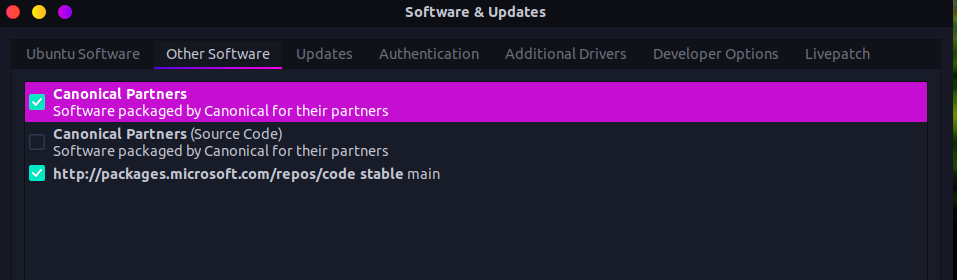 Software & Updates
Ubuntu Software Other Software Updates Authentication Additional Drivers Developer Options Livepatch
Canonical Partners
Software packaged by Canonical for their partners
Canonical Partners (Source Code)
Software packaged by Canonical for their partners
http://packages.microsoft.com/repos/code stable main